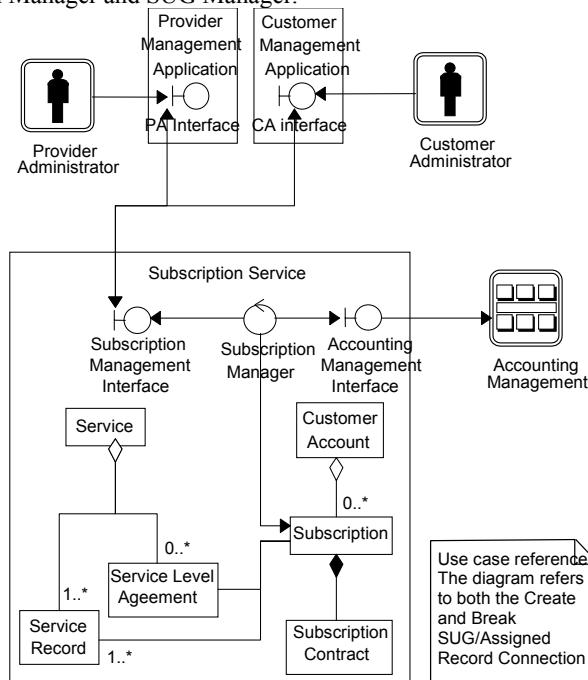 Manager and SUG Manager.
Provider
Management
Application
PA Interface
Customer
Management
Application
CA interface
Provider
Administrator
Customer
Administrator
Subscription Service
Subscription
Management
Interface
Subscription
Manager
Accounting
Management
Interface
Accounting
Management
Service
Customer
Account
0..*
Subscription
0..*
1..*
Service Level
Ageement
Service
Record
1..*
Subscription
Contract
Use case reference
The diagram refers
to both the Create
and Break
SUG/Assigned
Record Connection